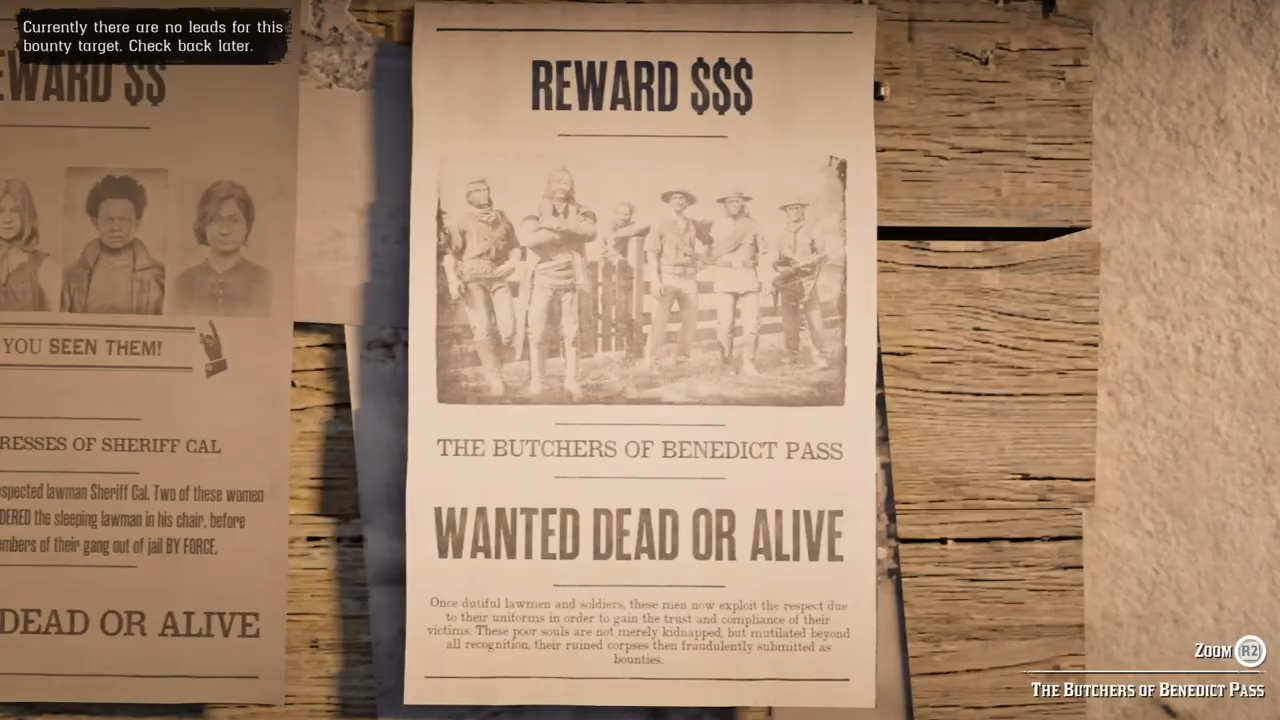 Currently there are no leads for this
bounty target. Check back later.
EWARD $$
YOU SEEN THEM!
RESSES OF SHERIFF CAL
spected lawman Sheriff Cal. Two of these women
DERED the sleeping lawman in his chair, before
mbers of their gang out of jail BY FORCE.
DEAD OR ALIVE
REWARD $$$
THE BUTCHERS OF BENEDICT PASS
WANTED DEAD OR ALIVE
Once dutiful lawmen and soldiers, these men now exploit the respect due
to their uniforms in order to gain the trust and compliance of their
victims. These poor souls are not merely kidnapped, but mutilated beyond
all recognition, their ruined corpses then fraudulently submitted as
bounties.
ZOOM R2
THE BUTCHERS OF BENEDICT PASS